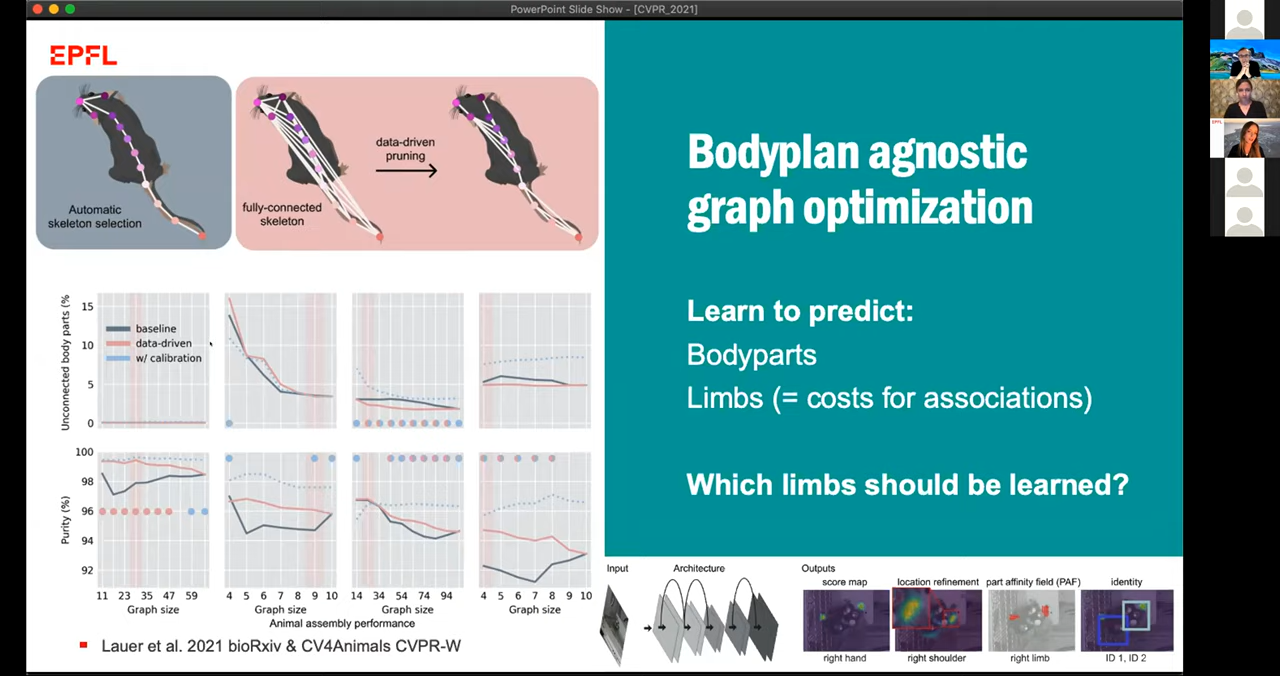 PowerPoint Slide Show - [CVPR_2021]
EPFL
Automatic
skeleton selection
fully-connected
skeleton
data-driven
pruning
Bodyplan agnostic
graph optimization
Learn to predict:
Bodyparts
Limbs (= costs for associations)
Which limbs should be learned?
Unconnected body parts (%
15
10
5
0
baseline
data-driven
w/ calibration
Purity (%)
100
98
96
94
92
11 23 35 47 59
4 5 6 7 8 9 10
14 34 54 74 94
4 5 6 7 8 9 10
Graph size
Graph size
Graph size
Graph size
Animal assembly performance
Lauer et al. 2021 bioRxiv & CV4Animals CVPR-W
Input
Architecture
Outputs
score map
location refinement
part affinity field (PAF)
identity
right hand
right shoulder
right limb
ID 1, ID 2
EPFL